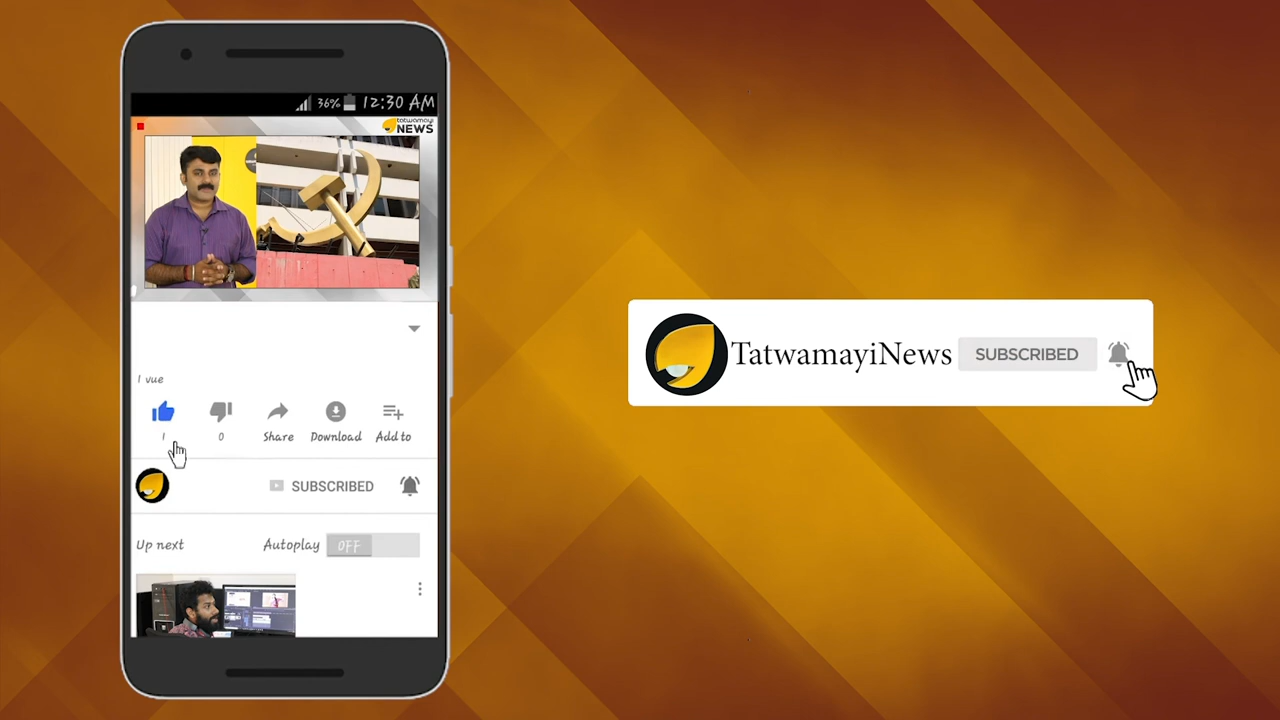 36% 12:30 AM
tatwamayi
NEWS
1 vue
1
0
Share
Download
Add to
SUBSCRIBED
Up next
Autoplay
OFF
TatwamayiNews
SUBSCRIBED